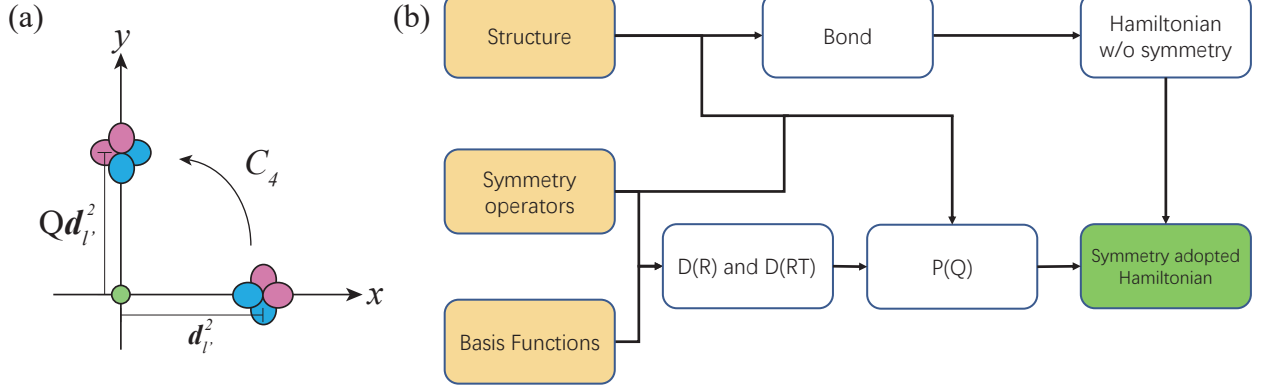 (a)
y
C₄
Qd²ₗ'
x
d²ₗ'
(b)
Structure
Bond
Hamiltonian
w/o symmetry
Symmetry
operators
D(R) and D(RT)
P(Q)
Symmetry adopted
Hamiltonian
Basis Functions